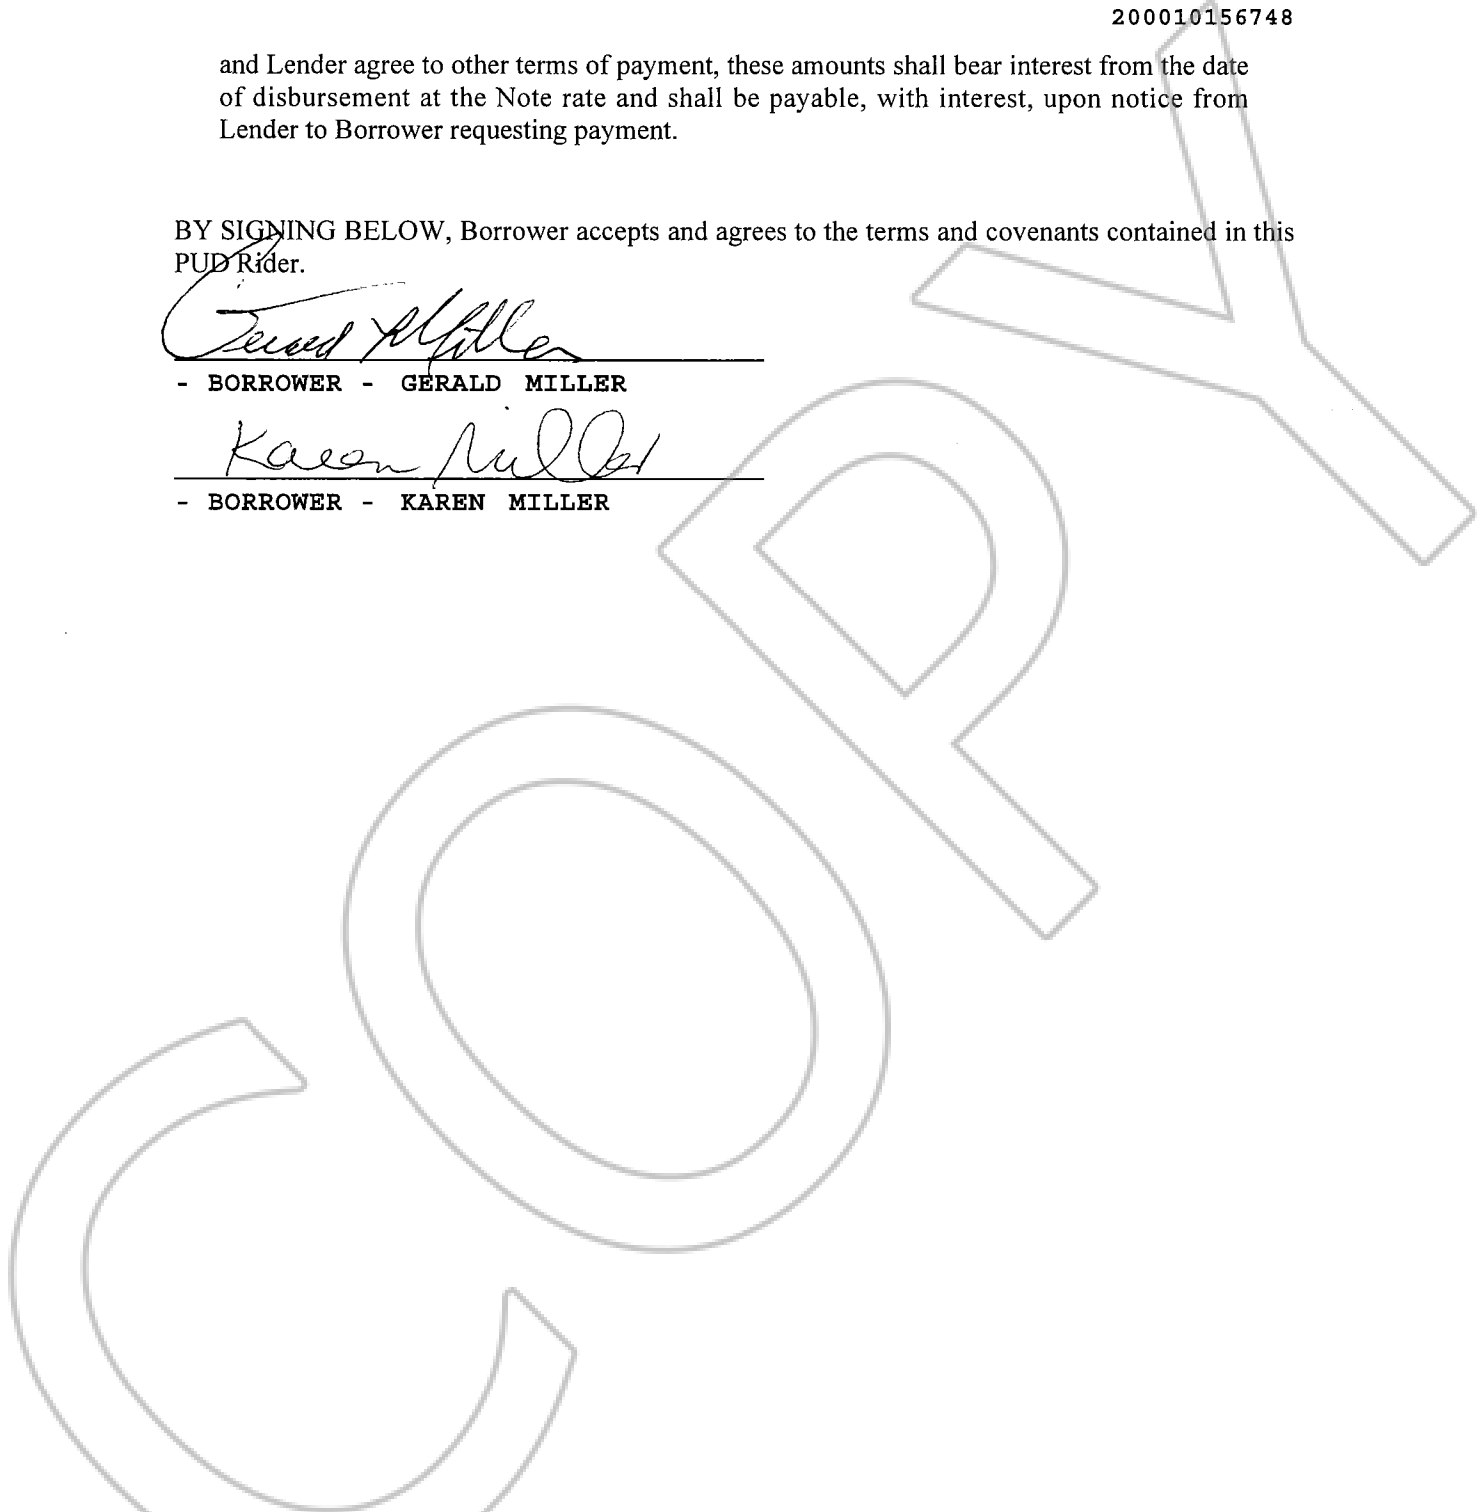 200010156748
and Lender agree to other terms of payment, these amounts shall bear interest from the date
of disbursement at the Note rate and shall be payable, with interest, upon notice from
Lender to Borrower requesting payment.
BY SIGNING BELOW, Borrower accepts and agrees to the terms and covenants contained in this
PUD Rider.
Gerald Miller
- BORROWER - GERALD MILLER
Karen Miller
- BORROWER - KAREN MILLER
COPY